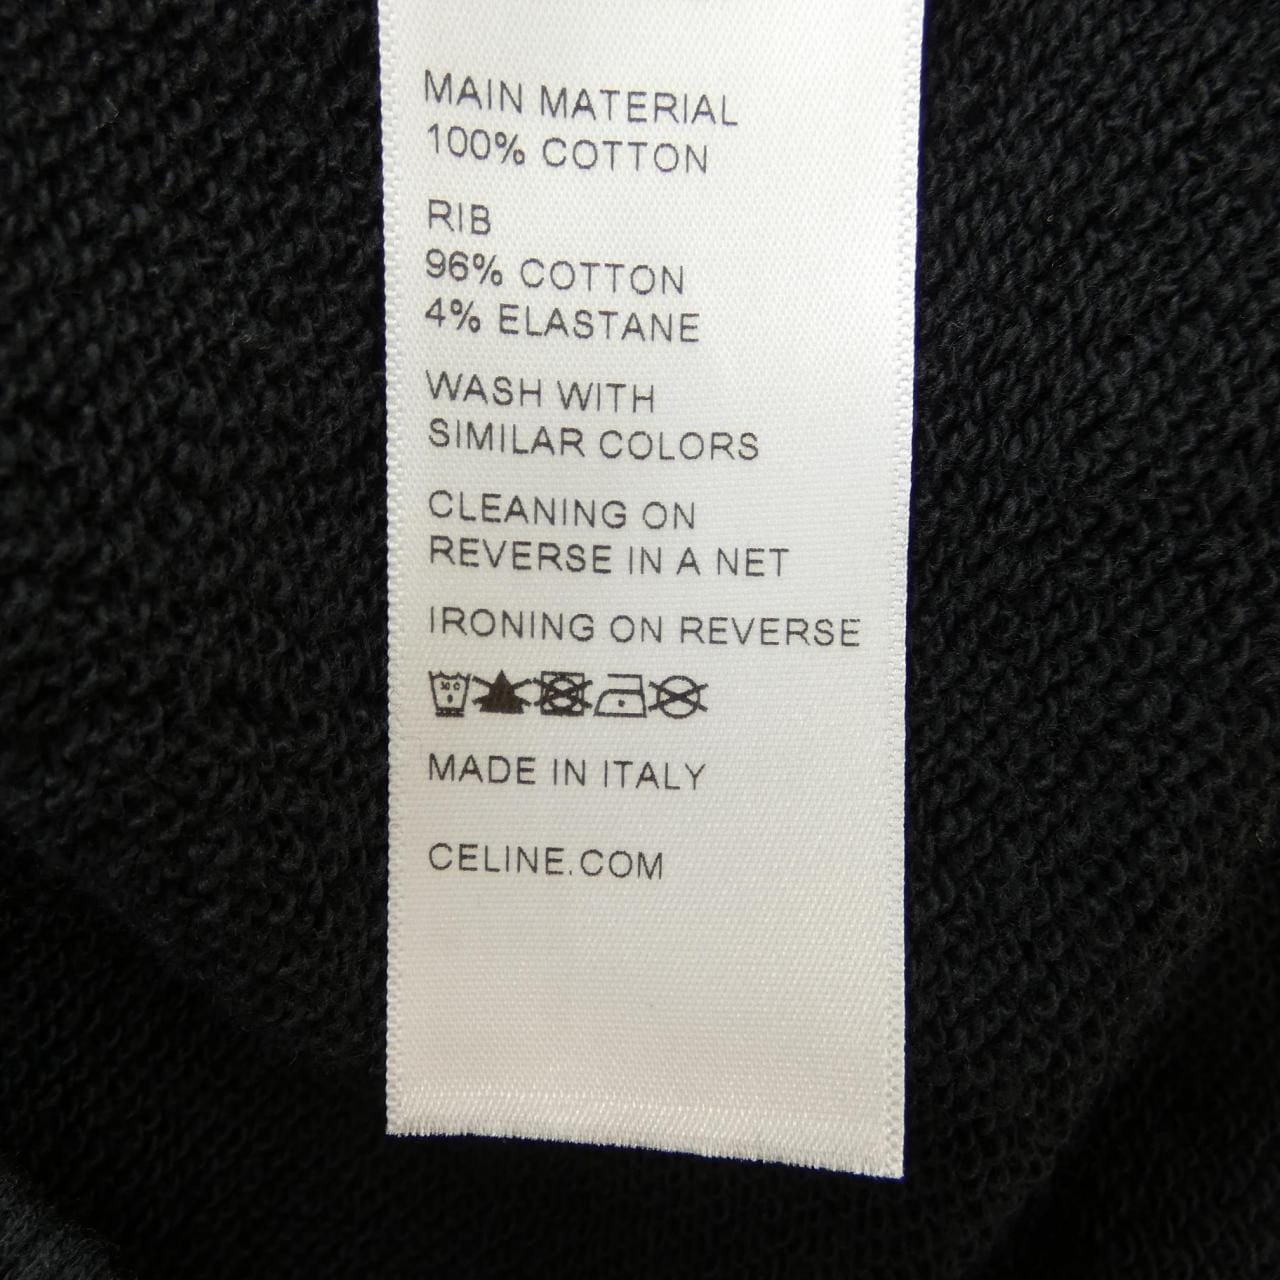 MAIN MATERIAL
100% COTTON
RIB
96% COTTON
4% ELASTANE
WASH WITH
SIMILAR COLORS
CLEANING ON
REVERSE IN A NET
IRONING ON REVERSE
MADE IN ITALY
CELINE.COM